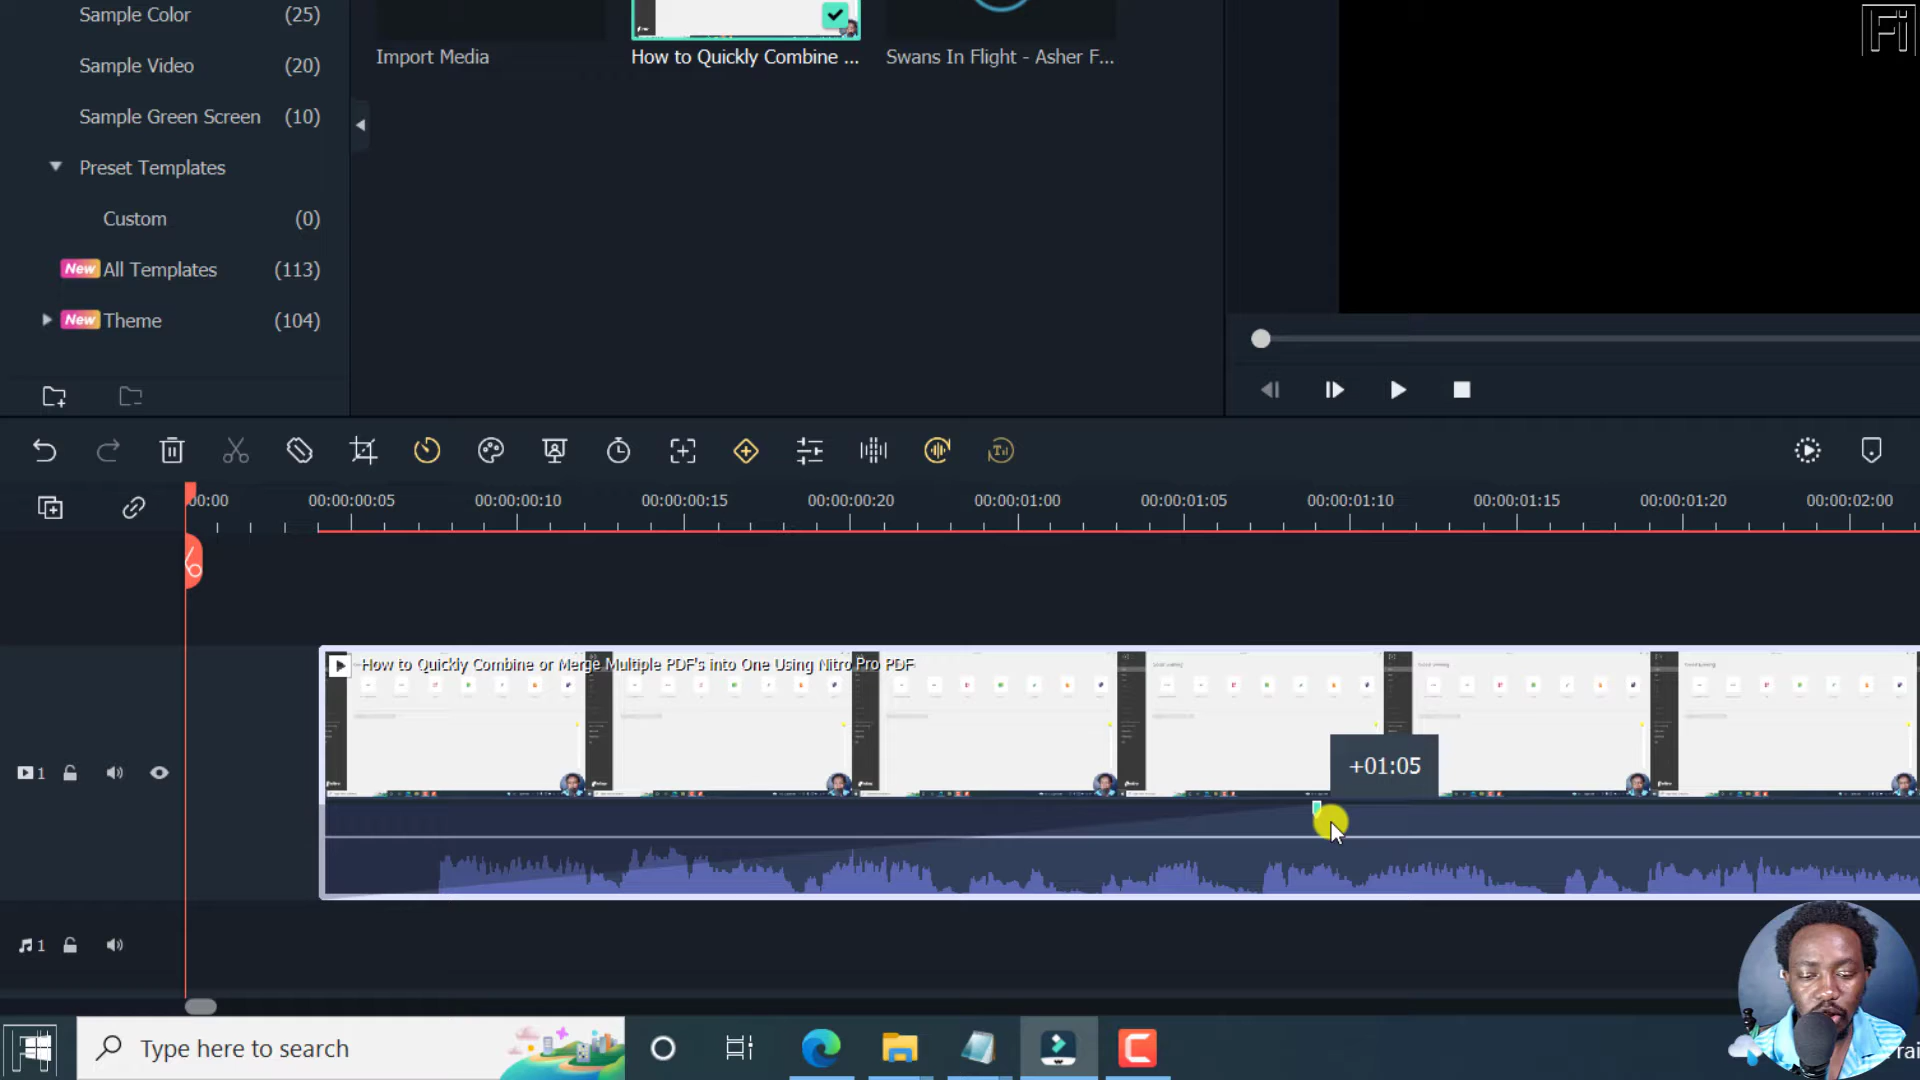 Sample Color (25)
Sample Video (20)
Sample Green Screen (10)
Preset Templates
Custom (0)
New All Templates (113)
New Theme (104)
Import Media
How to Quickly Combine ...
Swans In Flight - Asher F...
Fi
00:00 00:00:00:05 00:00:00:10 00:00:00:15 00:00:00:20 00:00:01:00 00:00:01:05 00:00:01:10 00:00:01:15 00:00:01:20 00:00:02:00
How to Quickly Combine or Merge Multiple PDF's into One Using Nitro Pro PDF
+01:05
1
1
Type here to search